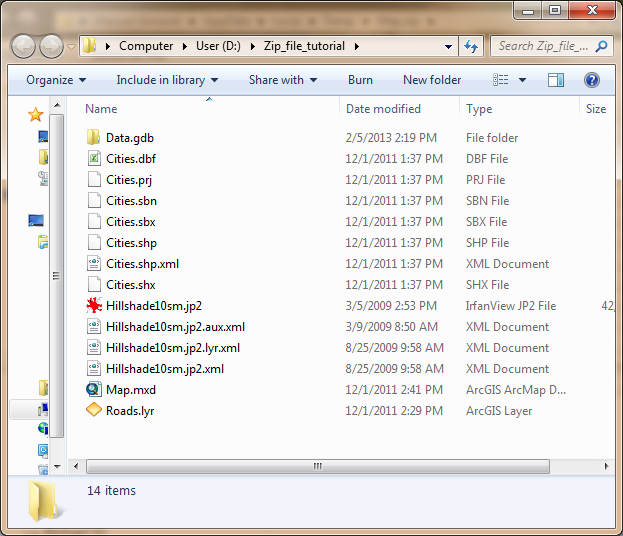 Computer User (D:) Zip_file_tutorial Search Zip_file_...
Organize Include in library Share with Burn New folder
Name Date modified Type Size
Data.gdb 2/5/2013 2:19 PM File folder
Cities.dbf 12/1/2011 1:37 PM DBF File
Cities.prj 12/1/2011 1:37 PM PRJ File
Cities.sbn 12/1/2011 1:37 PM SBN File
Cities.sbx 12/1/2011 1:37 PM SBX File
Cities.shp 12/1/2011 1:37 PM SHP File
Cities.shp.xml 12/1/2011 1:37 PM XML Document
Cities.shx 12/1/2011 1:37 PM SHX File
Hillshade10sm.jp2 3/5/2009 2:53 PM IrfanView JP2 File 42,
Hillshade10sm.jp2.aux.xml 3/9/2009 8:50 AM XML Document
Hillshade10sm.jp2.lyr.xml 8/25/2009 9:58 AM XML Document
Hillshade10sm.jp2.xml 8/25/2009 9:58 AM XML Document
Map.mxd 12/1/2011 2:41 PM ArcGIS ArcMap D...
Roads.lyr 12/1/2011 2:29 PM ArcGIS Layer
14 items